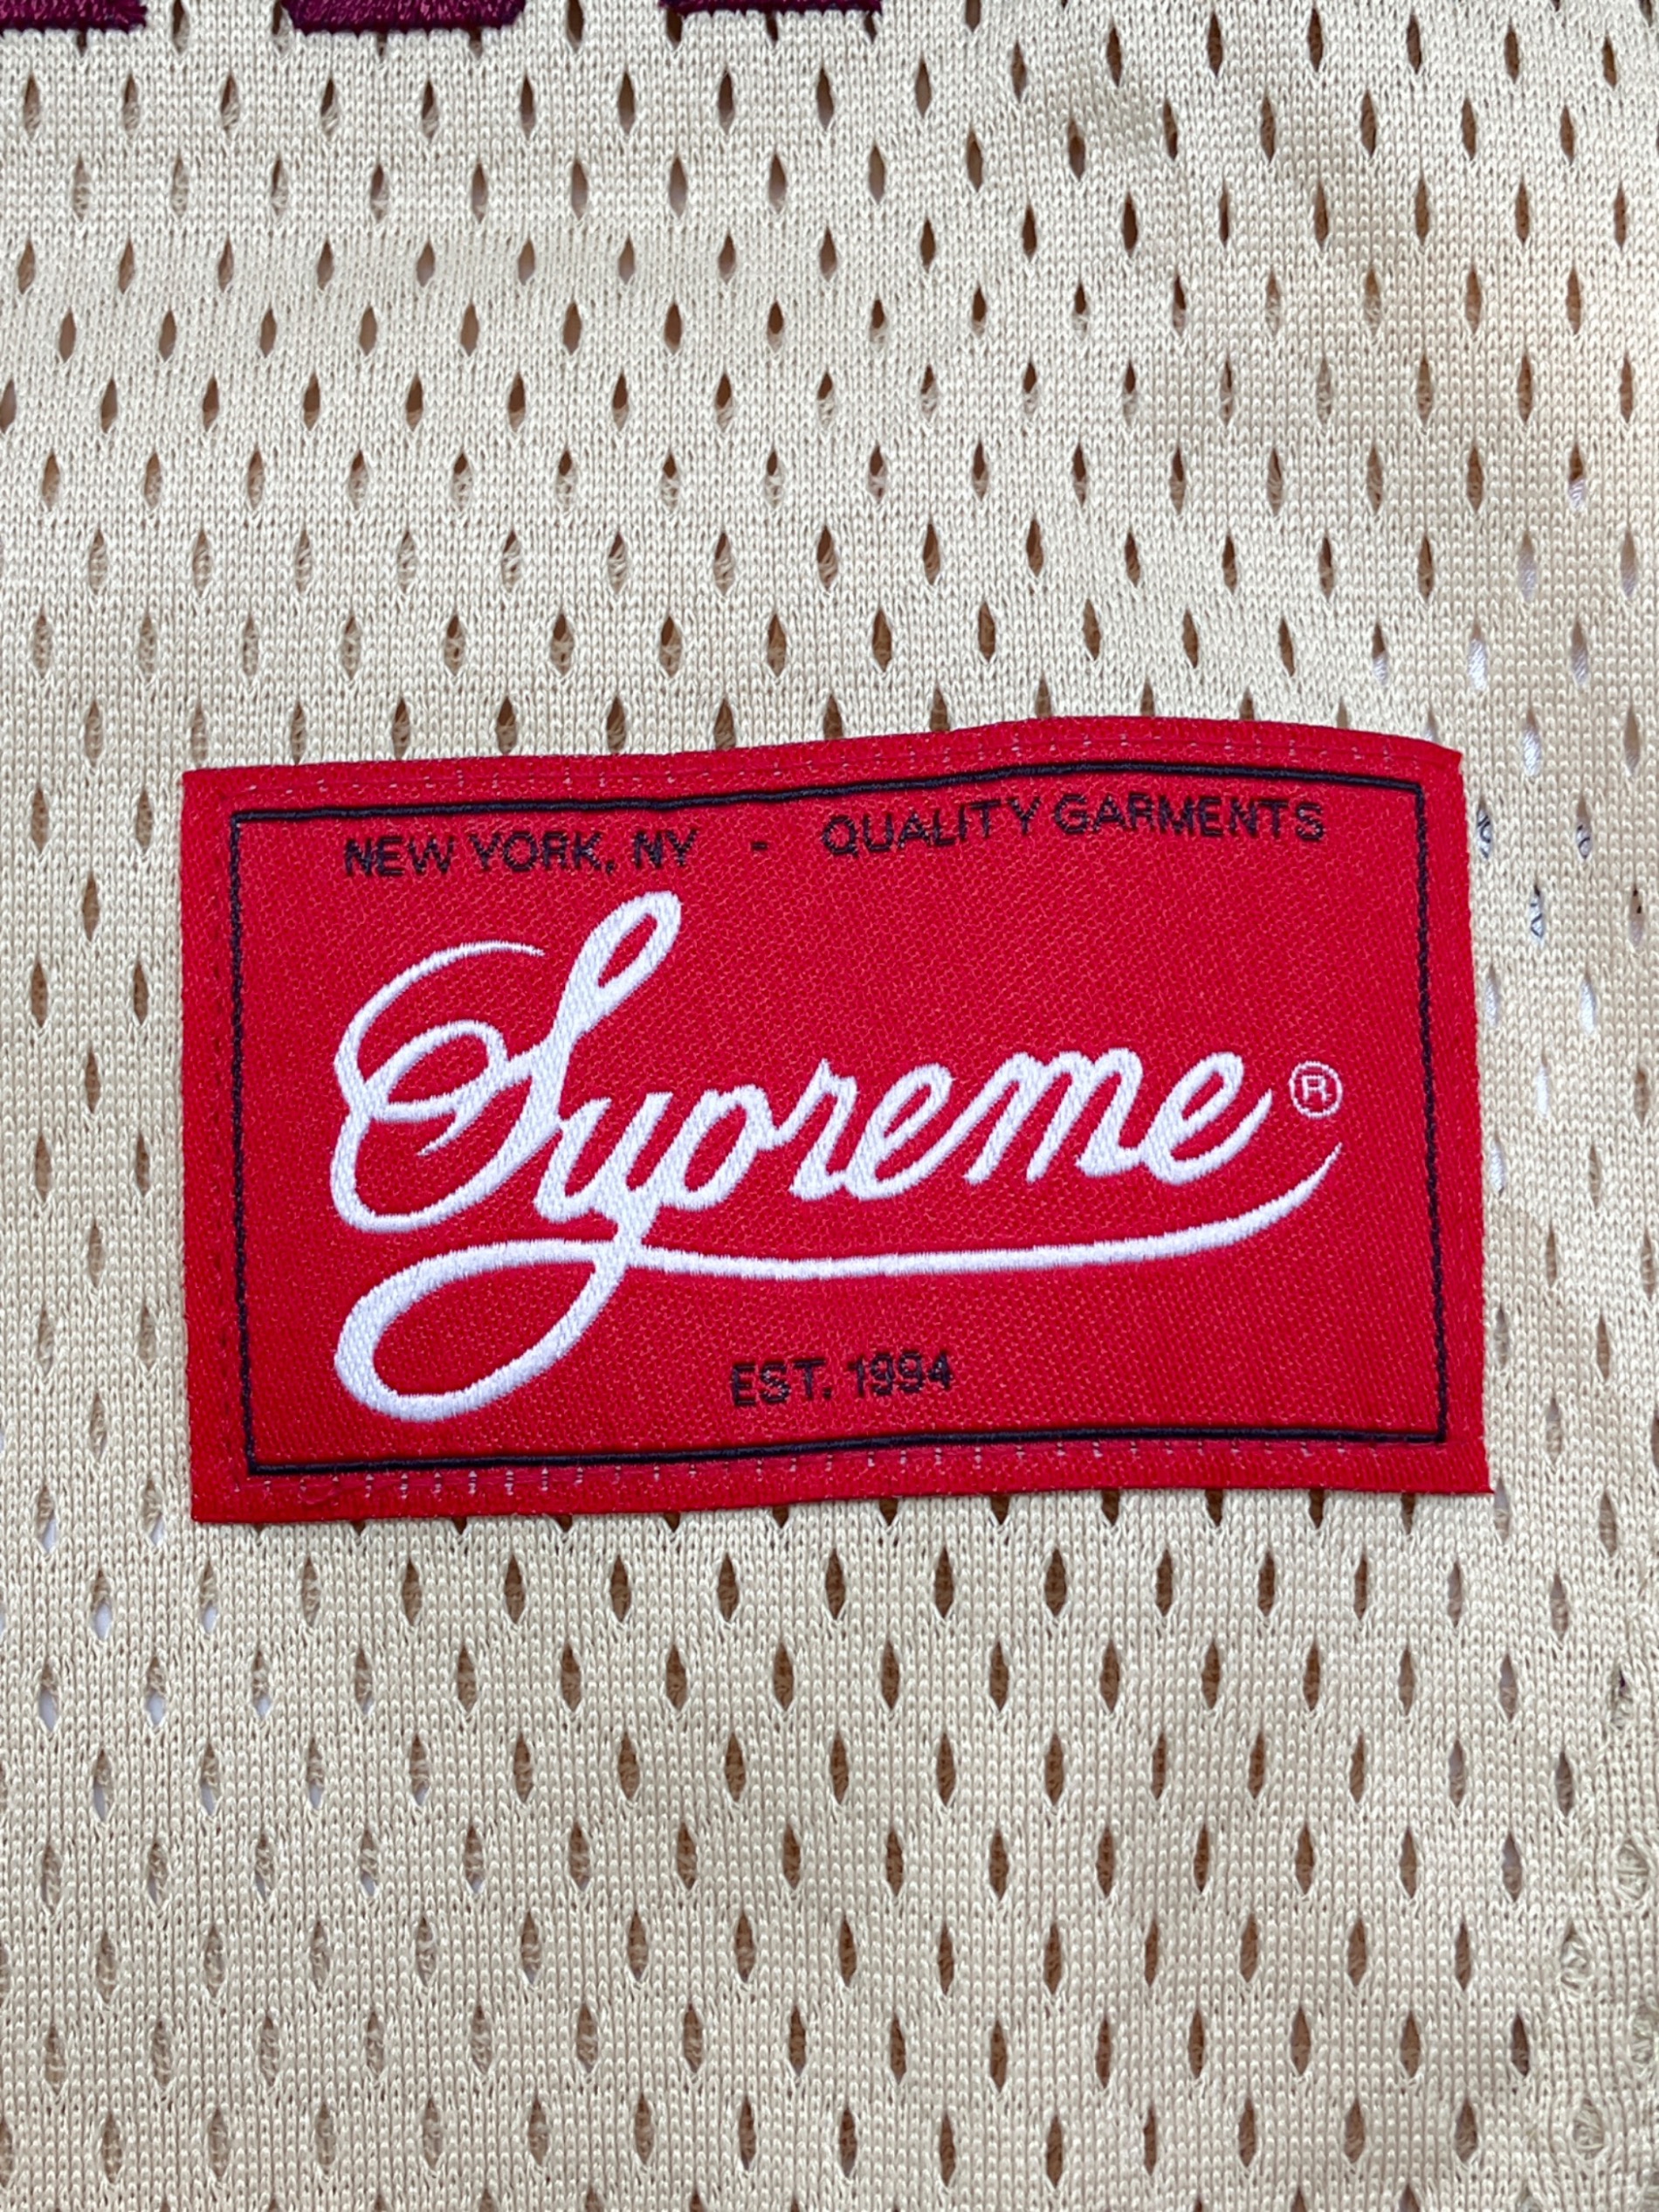 NEW YORK, NY - QUALITY GARMENTS
Supreme®
EST. 1994